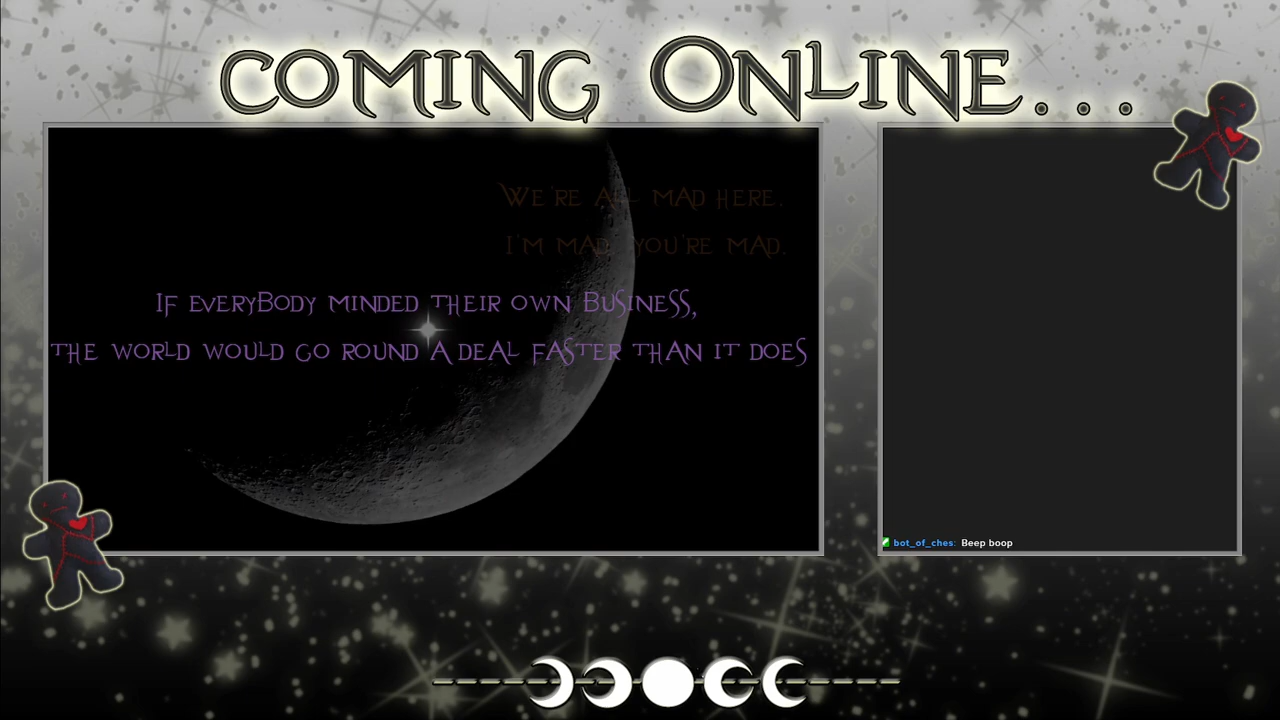 COMING ONLINE...
WE'RE ALL MAD HERE.
I'M MAD. YOU'RE MAD.
IF EVERYBODY MINDED THEIR OWN BUSINESS,
THE WORLD WOULD GO ROUND A DEAL FASTER THAN IT DOES
bot_of_ches: Beep boop